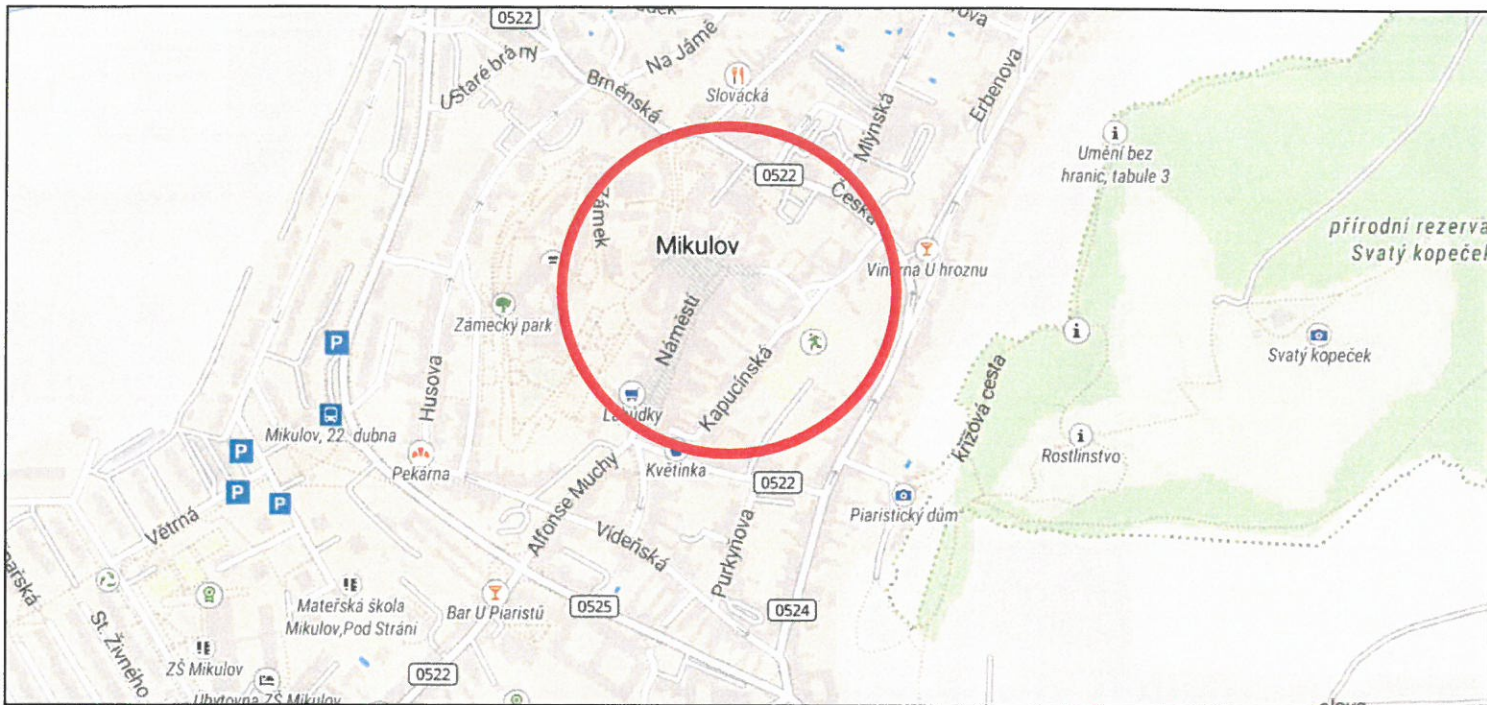 0522
U Staré brány
Na Jámě
Brněnská
Slovácká
Erbenova
Mlýnská
Umění bez
hranic, tabule 3
0522
Česká
Zámek
Mikulov
přírodní
Svatý kopeček
Vinárna U hroznu
Zámecký park
P
Náměstí
Svatý kopeček
Husova
Kapucínská
křížová cesta
Lahůdky
Mikulov, 22. dubna
Pekárna
P
Květinka
Rostlinstvo
P
P
0522
Piaristický dům
Větrná
Alfonse Muchy
Vídeňská
Purkyňova
Mateřská škola
Mikulov,Pod Strání
Bar U Piaristů
0525
0524
St. Živného
ZŠ Mikulov
0522
Ubytovna ZŠ Mikulov